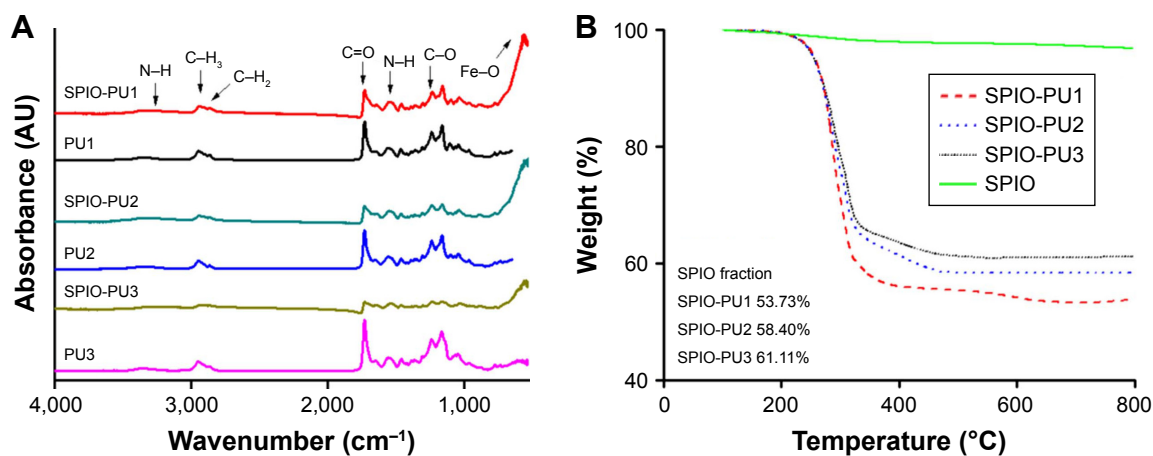 A
Absorbance (AU)
SPIO-PU1
PU1
SPIO-PU2
PU2
SPIO-PU3
PU3
N–H
C–H₃
C–H₂
C=O
N–H
C–O
Fe–O
4,000
3,000
2,000
1,000
Wavenumber (cm⁻¹)
B
Weight (%)
100
80
60
40
SPIO-PU1
SPIO-PU2
SPIO-PU3
SPIO
SPIO fraction
SPIO-PU1 53.73%
SPIO-PU2 58.40%
SPIO-PU3 61.11%
0
200
400
600
800
Temperature (°C)